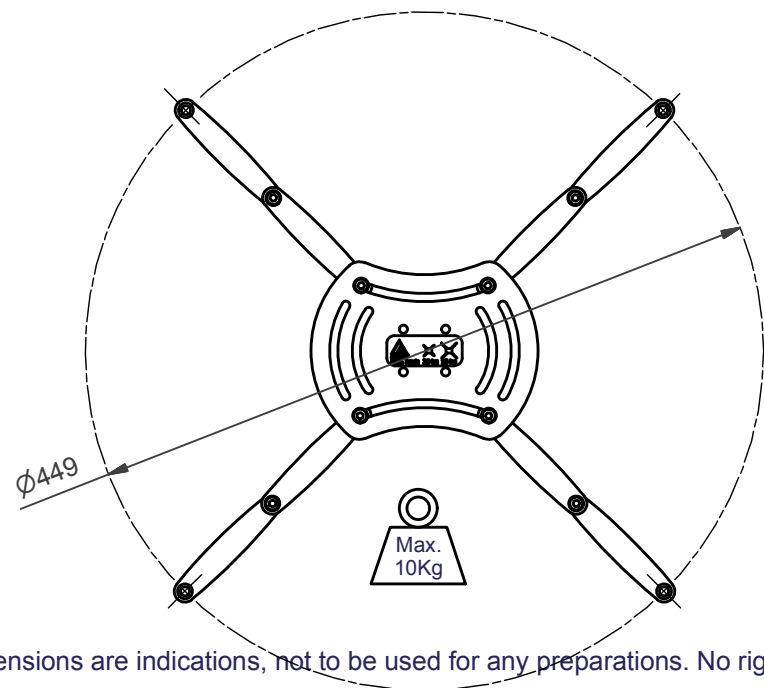 Ø449
Max.
10Kg
ensions are indications, not to be used for any preparations. No rig